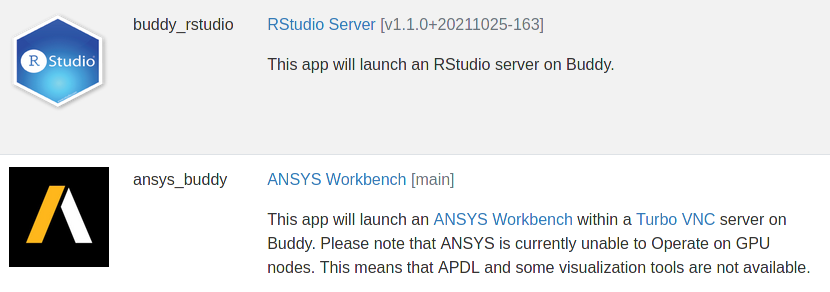 buddy_rstudio
RStudio Server [v1.1.0+20211025-163]
This app will launch an RStudio server on Buddy.
R Studio
ansys_buddy
ANSYS Workbench [main]
This app will launch an ANSYS Workbench within a Turbo VNC server on
Buddy. Please note that ANSYS is currently unable to Operate on GPU
nodes. This means that APDL and some visualization tools are not available.